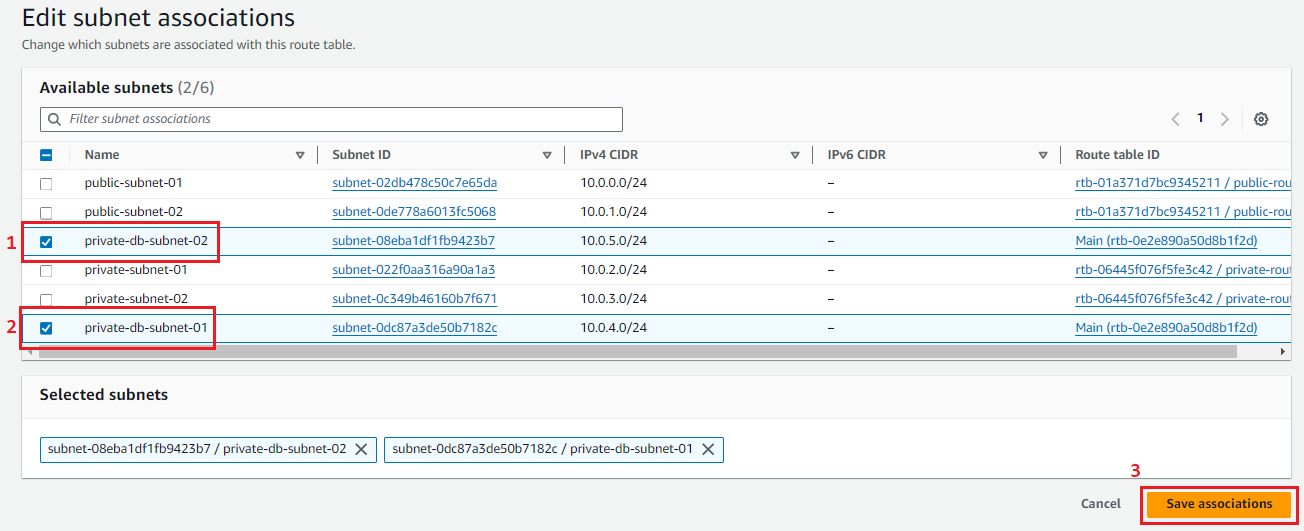 Edit subnet associations
Change which subnets are associated with this route table.
Available subnets (2/6)
Filter subnet associations
1
Name Subnet ID IPv4 CIDR IPv6 CIDR Route table ID
public-subnet-01 subnet-02db478c50c7e65da 10.0.0.0/24 – rtb-01a371d7bc9345211 / public-rou
public-subnet-02 subnet-0de778a6013fc5068 10.0.1.0/24 – rtb-01a371d7bc9345211 / public-rou
1 private-db-subnet-02 subnet-08eba1df1fb9423b7 10.0.5.0/24 – Main (rtb-0e2e890a50d8b1f2d)
private-subnet-01 subnet-022f0aa316a90a1a3 10.0.2.0/24 – rtb-06445f076f5fe3c42 / private-rout
private-subnet-02 subnet-0c349b46160b7f671 10.0.3.0/24 – rtb-06445f076f5fe3c42 / private-rout
2 private-db-subnet-01 subnet-0dc87a3de50b7182c 10.0.4.0/24 – Main (rtb-0e2e890a50d8b1f2d)
Selected subnets
subnet-08eba1df1fb9423b7 / private-db-subnet-02 subnet-0dc87a3de50b7182c / private-db-subnet-01
3
Cancel Save associations